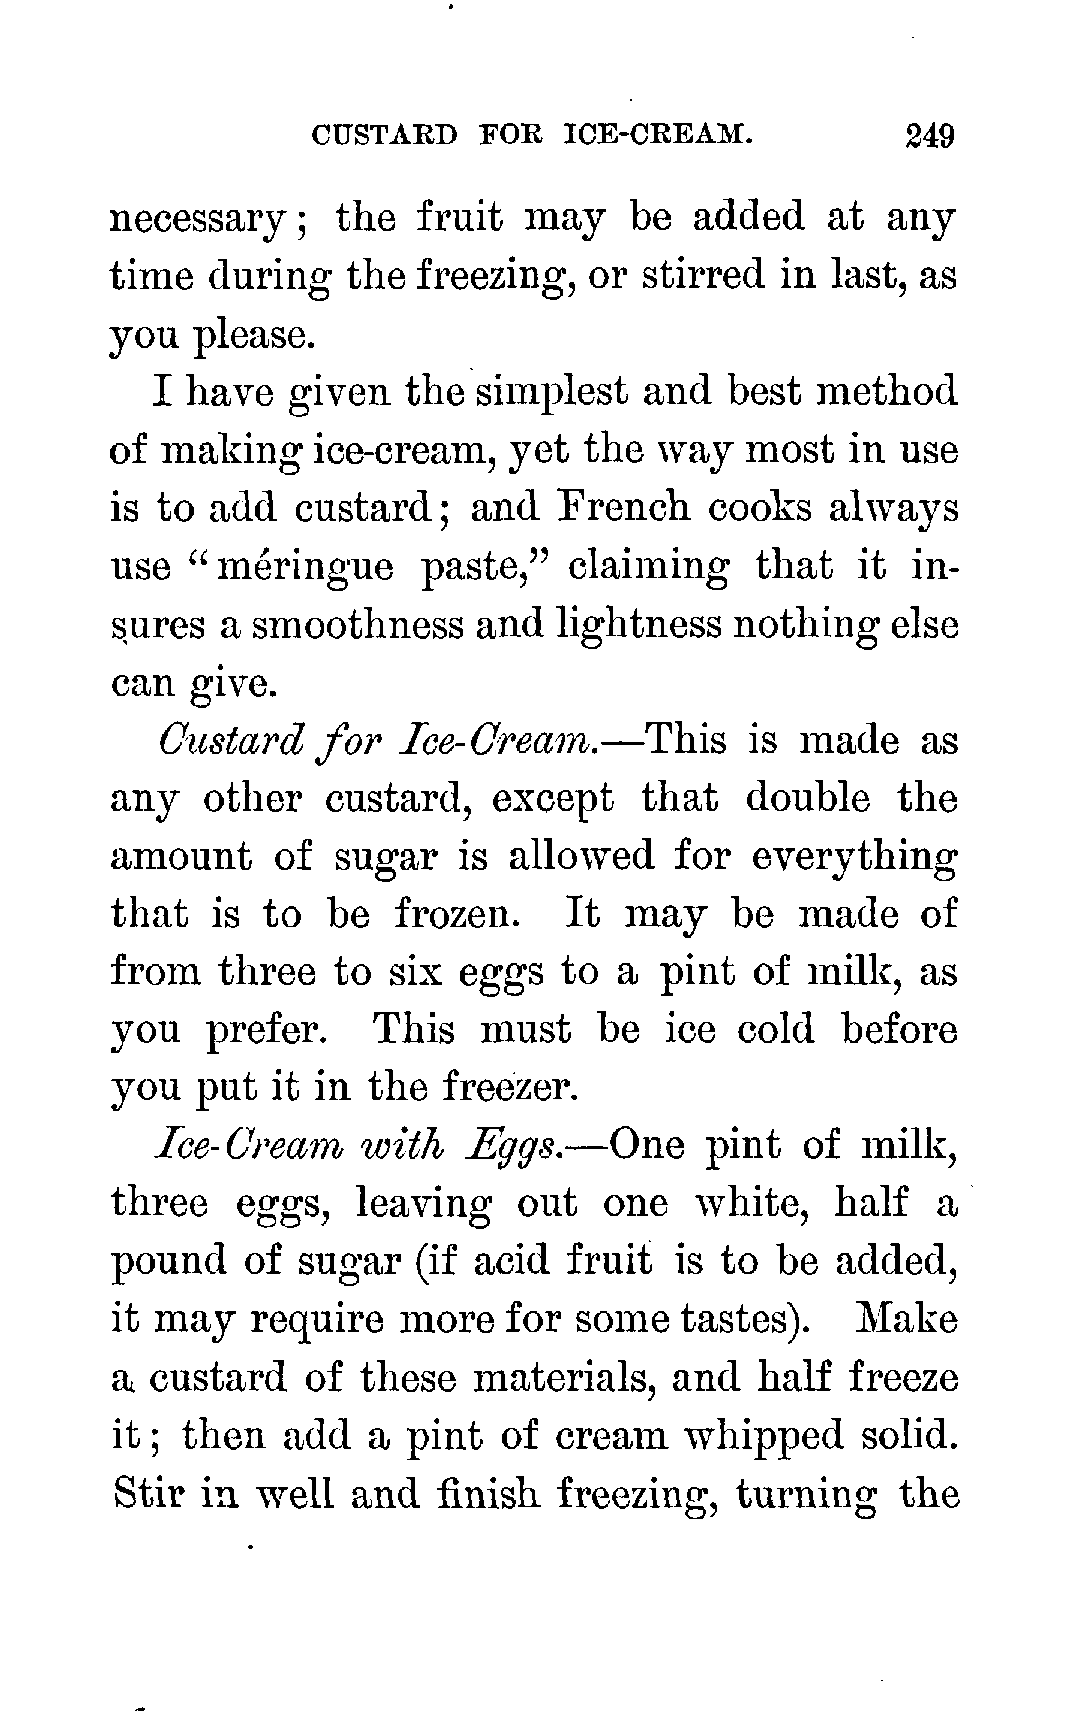 CUSTARD FOR ICE-CREAM. 249
necessary; the fruit may be added at any
time during the freezing, or stirred in last, as
you please.
I have given the simplest and best method
of making ice-cream, yet the way most in use
is to add custard; and French cooks always
use “méringue paste,” claiming that it in-
sures a smoothness and lightness nothing else
can give.
Custard for Ice-Cream.—This is made as
any other custard, except that double the
amount of sugar is allowed for everything
that is to be frozen. It may be made of
from three to six eggs to a pint of milk, as
you prefer. This must be ice cold before
you put it in the freezer.
Ice-Cream with Eggs.—One pint of milk,
three eggs, leaving out one white, half a
pound of sugar (if acid fruit is to be added,
it may require more for some tastes). Make
a custard of these materials, and half freeze
it; then add a pint of cream whipped solid.
Stir in well and finish freezing, turning the